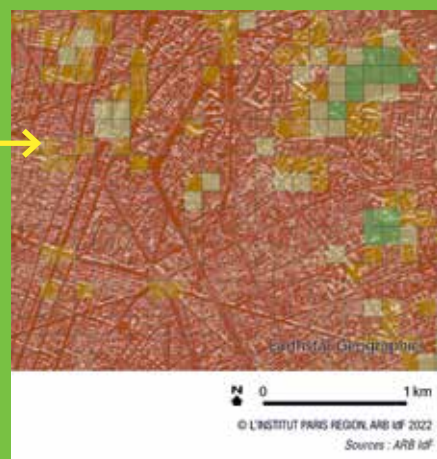 Earthstar Geographics
N 0 1 km
© L'INSTITUT PARIS REGION, ARB IdF 2022
Sources : ARB IdF